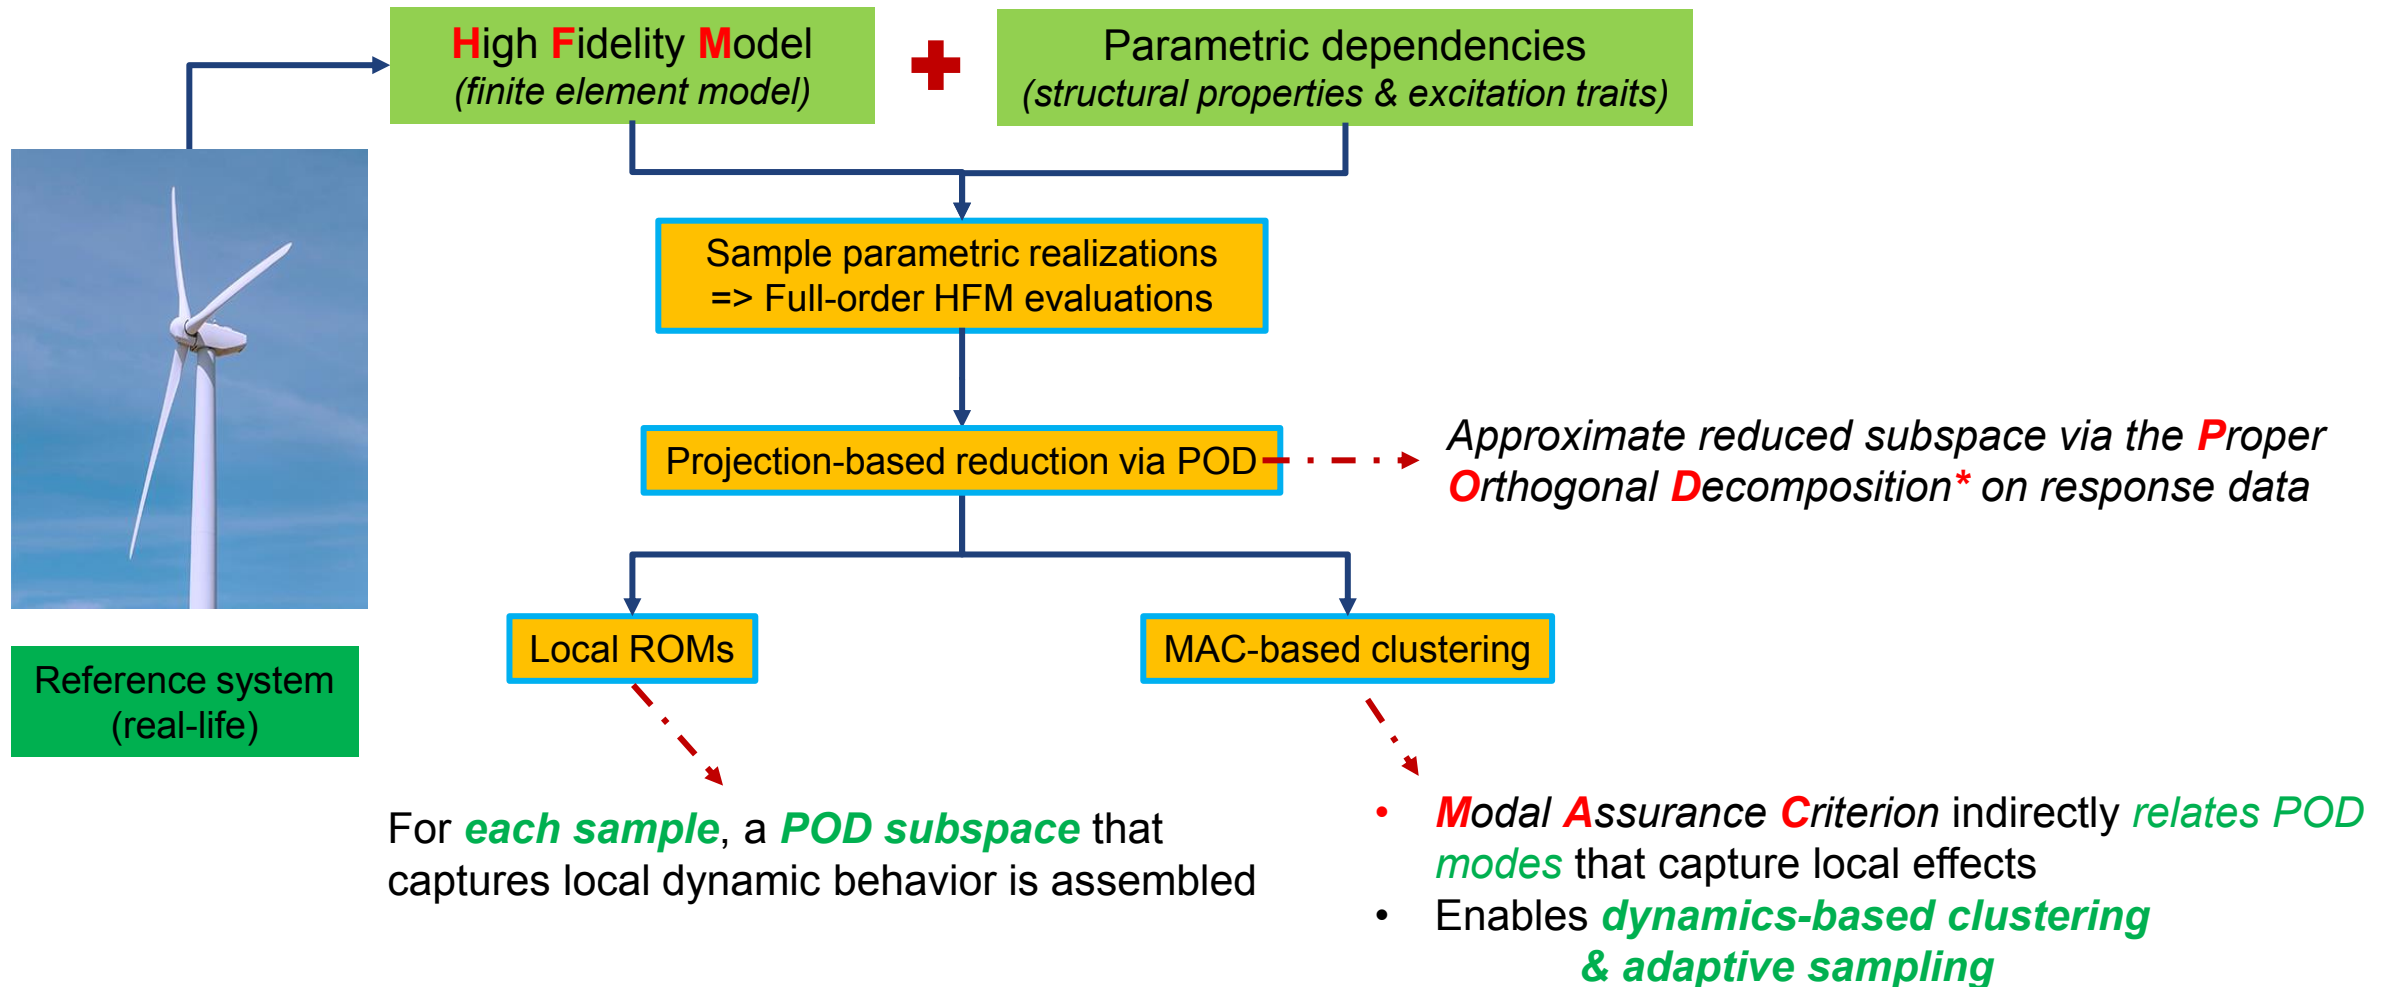 High Fidelity Model
(finite element model)
Parametric dependencies
(structural properties & excitation traits)
Sample parametric realizations
=> Full-order HFM evaluations
Projection-based reduction via POD
Approximate reduced subspace via the Proper
Orthogonal Decomposition* on response data
Local ROMs
MAC-based clustering
Reference system
(real-life)
For each sample, a POD subspace that
captures local dynamic behavior is assembled
• Modal Assurance Criterion indirectly relates POD
modes that capture local effects
• Enables dynamics-based clustering
& adaptive sampling